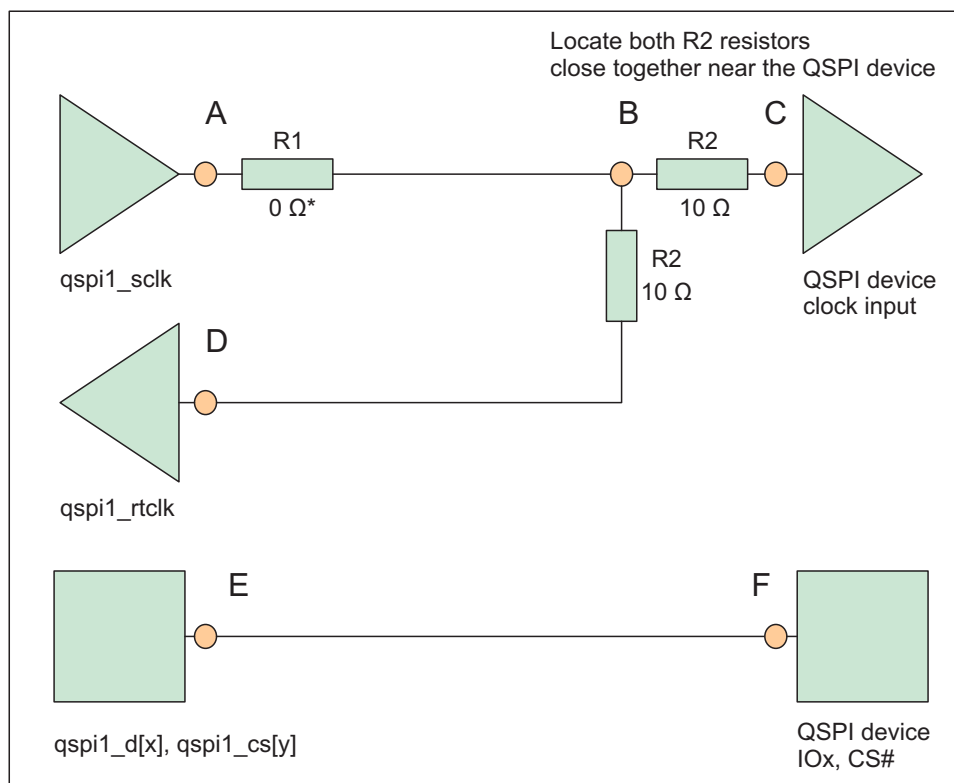 Locate both R2 resistors
close together near the QSPI device
A
B
C
R1
R2
0 Ω*
10 Ω
qspi1_sclk
R2
10 Ω
QSPI device
clock input
D
qspi1_rtclk
E
F
qspi1_d[x], qspi1_cs[y]
QSPI device
IOx, CS#